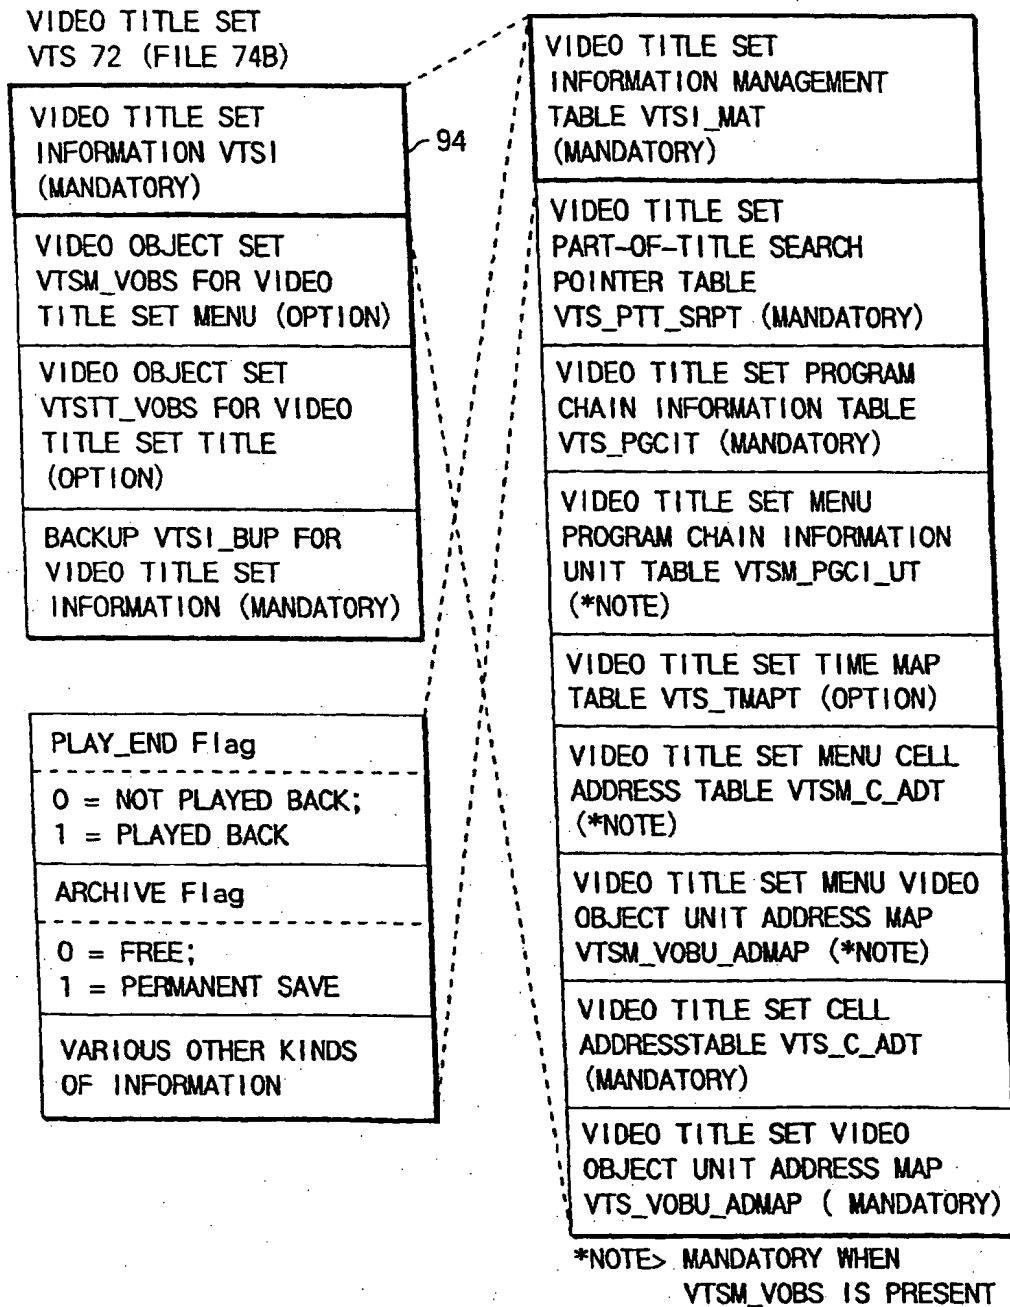 VIDEO TITLE SET
VTS 72 (FILE 74B)
VIDEO TITLE SET
INFORMATION VTSI
(MANDATORY)
94
VIDEO OBJECT SET
VTSM_VOBS FOR VIDEO
TITLE SET MENU (OPTION)
VIDEO OBJECT SET
VTSTT_VOBS FOR VIDEO
TITLE SET TITLE
(OPTION)
BACKUP VTSI_BUP FOR
VIDEO TITLE SET
INFORMATION (MANDATORY)
PLAY_END Flag
0 = NOT PLAYED BACK;
1 = PLAYED BACK
ARCHIVE Flag
0 = FREE;
1 = PERMANENT SAVE
VARIOUS OTHER KINDS
OF INFORMATION
VIDEO TITLE SET
INFORMATION MANAGEMENT
TABLE VTSI_MAT
(MANDATORY)
VIDEO TITLE SET
PART-OF-TITLE SEARCH
POINTER TABLE
VTS_PTT_SRPT (MANDATORY)
VIDEO TITLE SET PROGRAM
CHAIN INFORMATION TABLE
VTS_PGCIT (MANDATORY)
VIDEO TITLE SET MENU
PROGRAM CHAIN INFORMATION
UNIT TABLE VTSM_PGCI_UT
(*NOTE)
VIDEO TITLE SET TIME MAP
TABLE VTS_TMAPT (OPTION)
VIDEO TITLE SET MENU CELL
ADDRESS TABLE VTSM_C_ADT
(*NOTE)
VIDEO TITLE SET MENU VIDEO
OBJECT UNIT ADDRESS MAP
VTSM_VOBU_ADMAP (*NOTE)
VIDEO TITLE SET CELL
ADDRESSTABLE VTS_C_ADT
(MANDATORY)
VIDEO TITLE SET VIDEO
OBJECT UNIT ADDRESS MAP
VTS_VOBU_ADMAP ( MANDATORY)
*NOTE> MANDATORY WHEN
VTSM_VOBS IS PRESENT